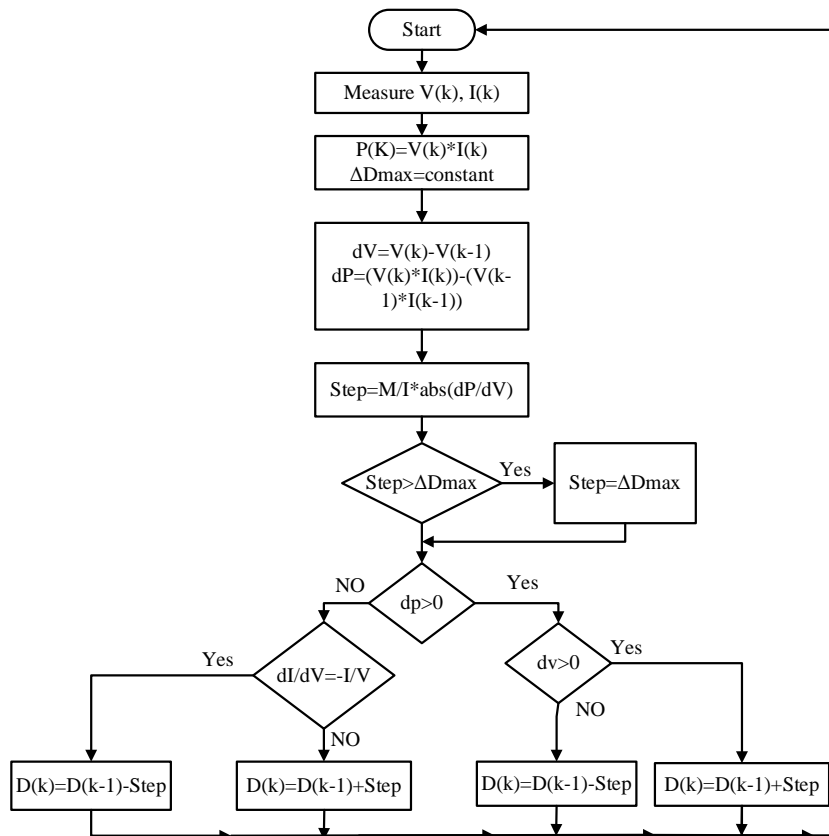 Start
Measure V(k), I(k)
P(K)=V(k)*I(k)
ΔDmax=constant
dV=V(k)-V(k-1)
dP=(V(k)*I(k))-(V(k-
1)*I(k-1))
Step=M/I*abs(dP/dV)
Step>ΔDmax
Yes
Step=ΔDmax
NO
dp>0
Yes
Yes
dI/dV=-I/V
dv>0
Yes
NO
NO
D(k)=D(k-1)-Step
D(k)=D(k-1)+Step
D(k)=D(k-1)-Step
D(k)=D(k-1)+Step